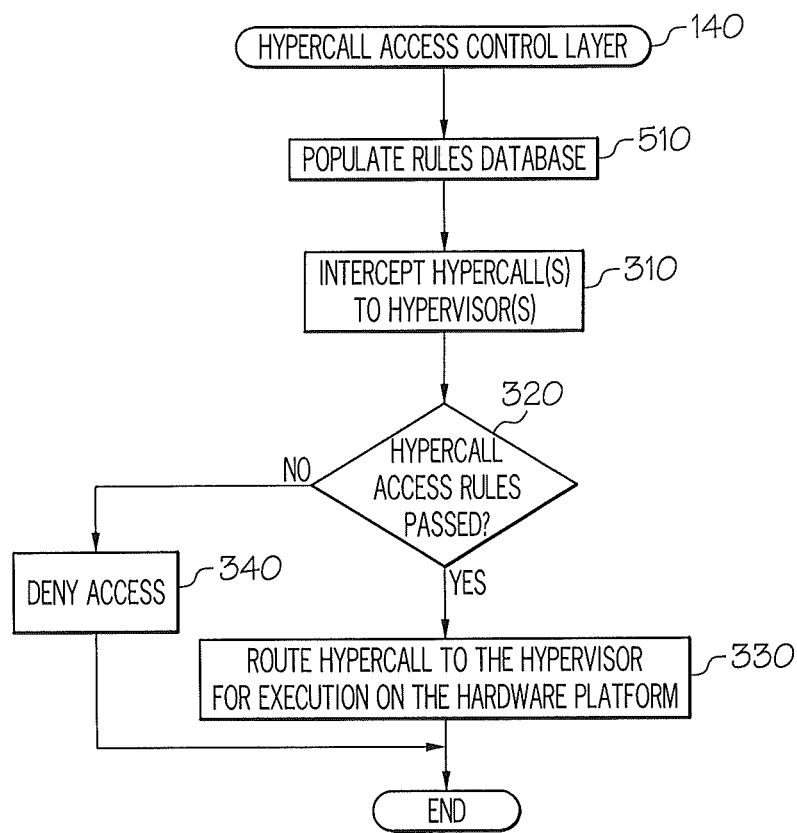 HYPERCALL ACCESS CONTROL LAYER
140
POPULATE RULES DATABASE
510
INTERCEPT HYPERCALL(S)
TO HYPERVISOR(S)
310
320
HYPERCALL
ACCESS RULES
PASSED?
NO
YES
DENY ACCESS
340
ROUTE HYPERCALL TO THE HYPERVISOR
FOR EXECUTION ON THE HARDWARE PLATFORM
330
END